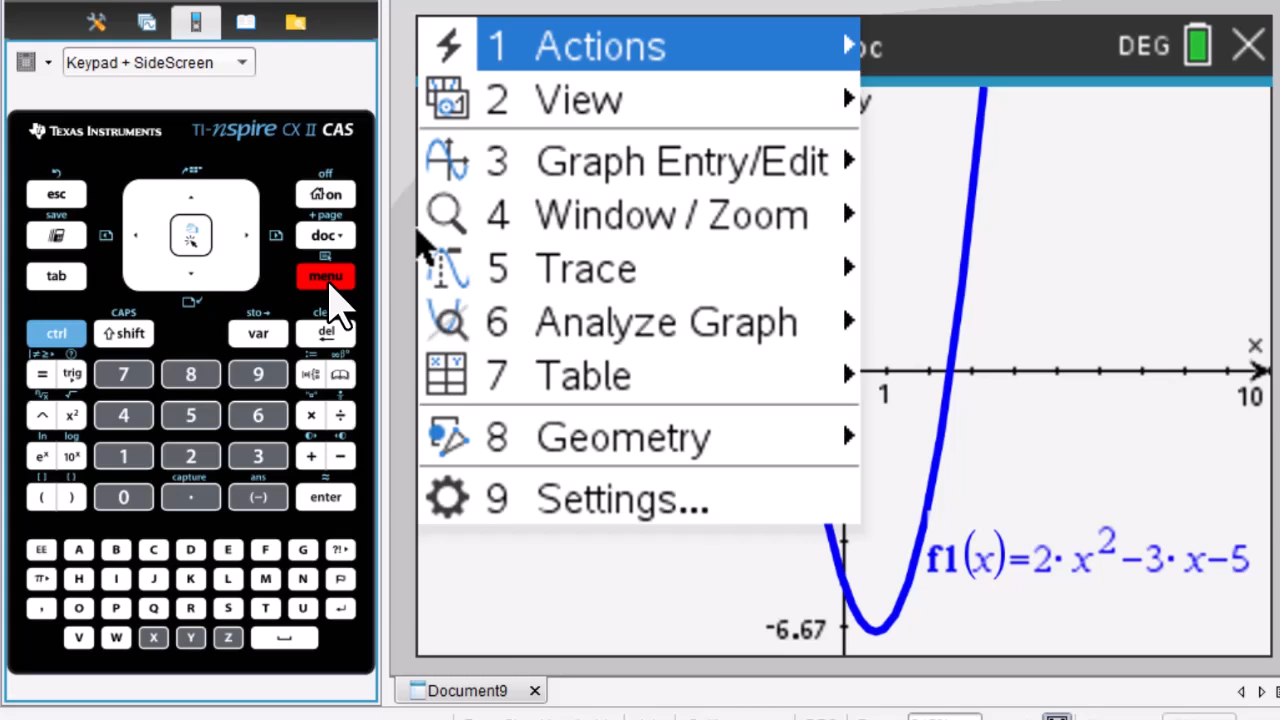 Keypad + SideScreen
TEXAS INSTRUMENTS TI-nspire CX II CAS
off
esc
on
save
+ page
doc
tab
menu
CAPS
sto→
ctrl
shift
var
del
= trig 7 8 9
^ x² 4 5 6 × ÷
ln log
eˣ 10ˣ 1 2 3 + −
[ ] { } capture ans ≈
( ) 0 . (−) enter
EE A B C D E F G ?!▸
π▸ H I J K L M N
, O P Q R S T U
V W X Y Z
1 Actions
2 View
3 Graph Entry/Edit
4 Window / Zoom
5 Trace
6 Analyze Graph
7 Table
8 Geometry
9 Settings...
oc
DEG
y
x
1
10
f1(x)=2·x²−3·x−5
-6.67
Document9